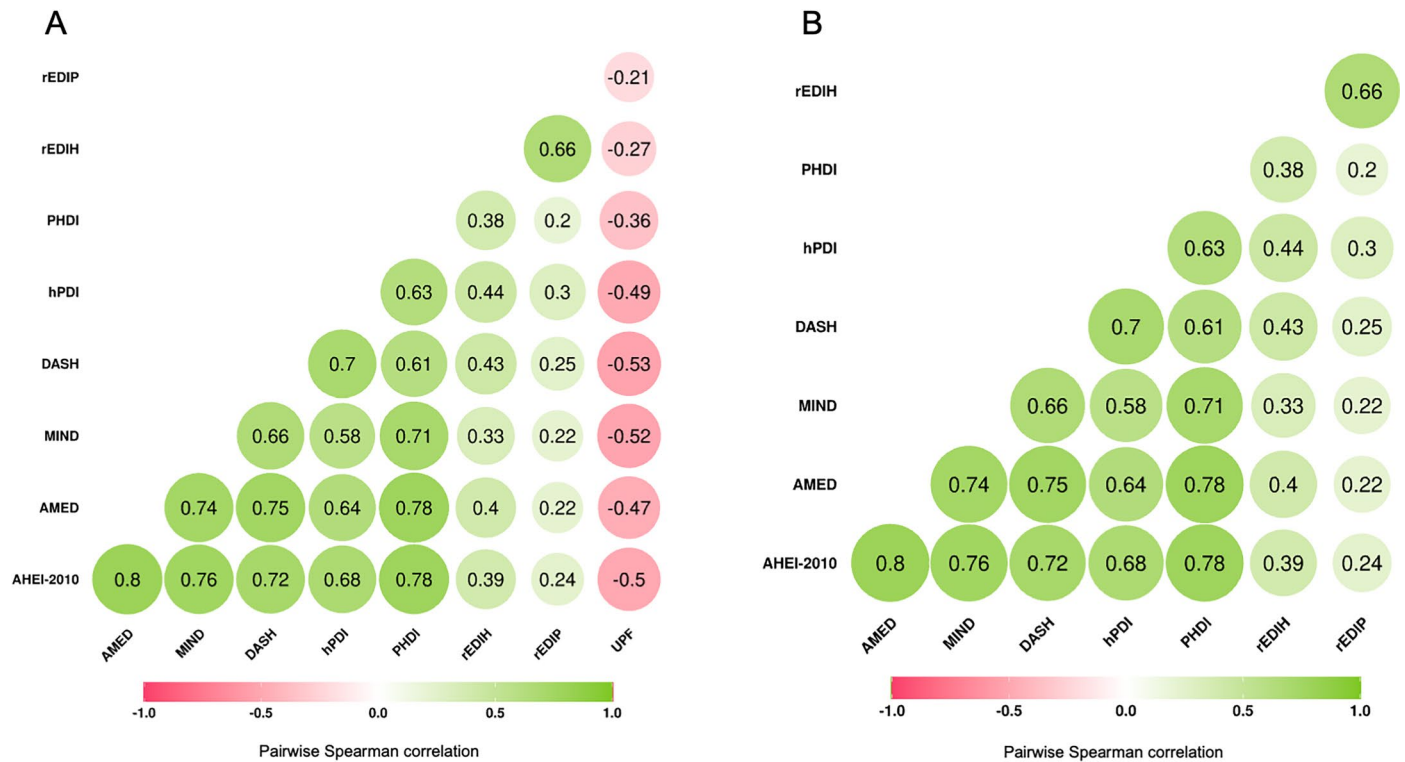 A
rEDIP -0.21
rEDIH 0.66 -0.27
PHDI 0.38 0.2 -0.36
hPDI 0.63 0.44 0.3 -0.49
DASH 0.7 0.61 0.43 0.25 -0.53
MIND 0.66 0.58 0.71 0.33 0.22 -0.52
AMED 0.74 0.75 0.64 0.78 0.4 0.22 -0.47
AHEI-2010 0.8 0.76 0.72 0.68 0.78 0.39 0.24 -0.5
AMED MIND DASH hPDI PHDI rEDIH rEDIP UPF
-1.0 -0.5 0.0 0.5 1.0
Pairwise Spearman correlation
B
rEDIH 0.66
PHDI 0.38 0.2
hPDI 0.63 0.44 0.3
DASH 0.7 0.61 0.43 0.25
MIND 0.66 0.58 0.71 0.33 0.22
AMED 0.74 0.75 0.64 0.78 0.4 0.22
AHEI-2010 0.8 0.76 0.72 0.68 0.78 0.39 0.24
AMED MIND DASH hPDI PHDI rEDIH rEDIP
-1.0 -0.5 0.0 0.5 1.0
Pairwise Spearman correlation